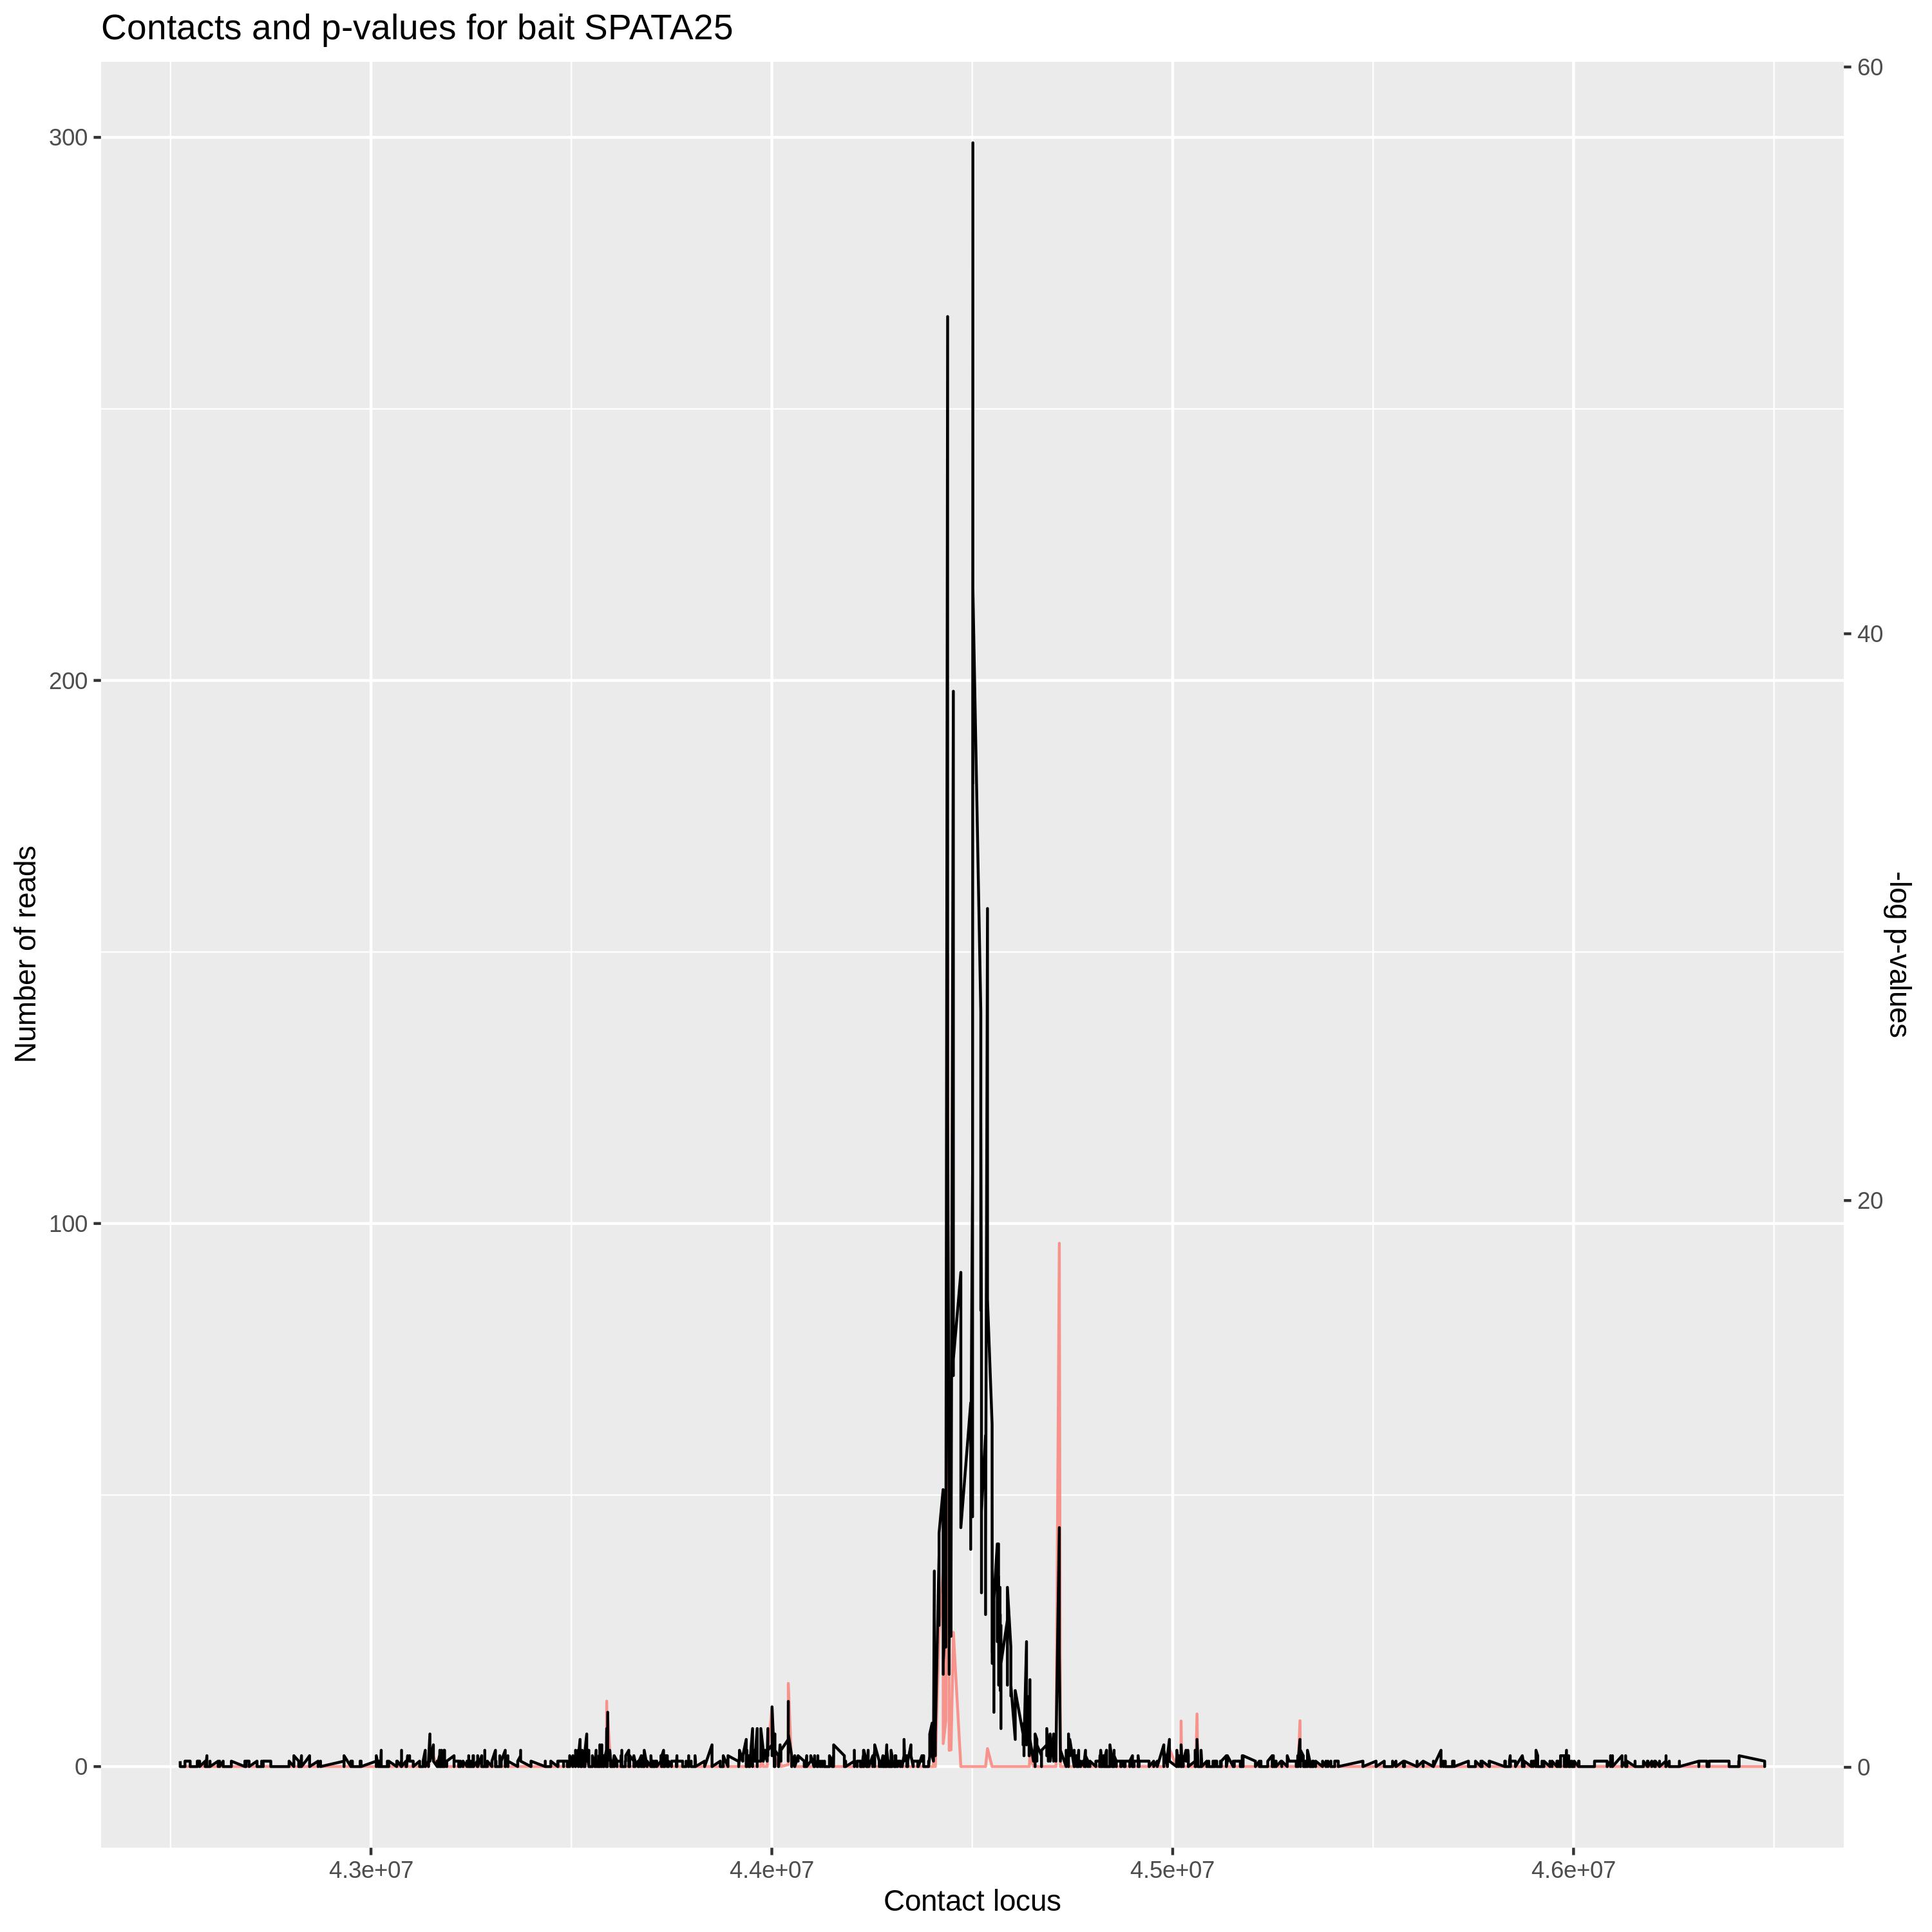 Contacts and p-values for bait SPATA25
300
200
100
0
Number of reads
60
40
20
0
-log p-values
4.3e+07
4.4e+07
4.5e+07
4.6e+07
Contact locus